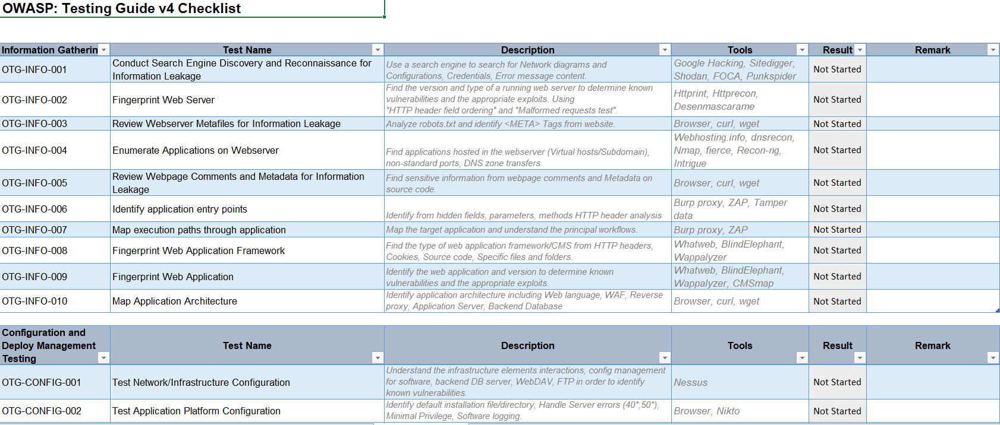 OWASP: Testing Guide v4 Checklist
Information Gatherin Test Name Description Tools Result Remark
OTG-INFO-001
Conduct Search Engine Discovery and Reconnaissance for
Information Leakage
Use a search engine to search for Network diagrams and
Configurations, Credentials, Error message content.
Google Hacking, Sitedigger,
Shodan, FOCA, Punkspider
Not Started
OTG-INFO-002
Fingerprint Web Server
Find the version and type of a running web server to determine known
vulnerabilities and the appropriate exploits. Using
"HTTP header field ordering" and "Malformed requests test".
Httprint, Httprecon,
Desenmascarame
Not Started
OTG-INFO-003
Review Webserver Metafiles for Information Leakage
Analyze robots.txt and identify <META> Tags from website.
Browser, curl, wget
Not Started
OTG-INFO-004
Enumerate Applications on Webserver
Find applications hosted in the webserver (Virtual hosts/Subdomain),
non-standard ports, DNS zone transfers
Webhosting.info, dnsrecon,
Nmap, fierce, Recon-ng,
Intrigue
Not Started
OTG-INFO-005
Review Webpage Comments and Metadata for Information
Leakage
Find sensitive information from webpage comments and Metadata on
source code.
Browser, curl, wget
Not Started
OTG-INFO-006
Identify application entry points
Identify from hidden fields, parameters, methods HTTP header analysis
Burp proxy, ZAP, Tamper
data
Not Started
OTG-INFO-007
Map execution paths through application
Map the target application and understand the principal workflows.
Burp proxy, ZAP
Not Started
OTG-INFO-008
Fingerprint Web Application Framework
Find the type of web application framework/CMS from HTTP headers,
Cookies, Source code, Specific files and folders.
Whatweb, BlindElephant,
Wappalyzer
Not Started
OTG-INFO-009
Fingerprint Web Application
Identify the web application and version to determine known
vulnerabilities and the appropriate exploits.
Whatweb, BlindElephant,
Wappalyzer, CMSmap
Not Started
OTG-INFO-010
Map Application Architecture
Identify application architecture including Web language, WAF, Reverse
proxy, Application Server, Backend Database
Browser, curl, wget
Not Started
Configuration and
Deploy Management
Testing
Test Name Description Tools Result Remark
OTG-CONFIG-001
Test Network/Infrastructure Configuration
Understand the infrastructure elements interactions, config management
for software, backend DB server, WebDAV, FTP in order to identify
known vulnerabilities.
Nessus
Not Started
OTG-CONFIG-002
Test Application Platform Configuration
Identify default installation file/directory, Handle Server errors (40*,50*),
Minimal Privilege, Software logging.
Browser, Nikto
Not Started